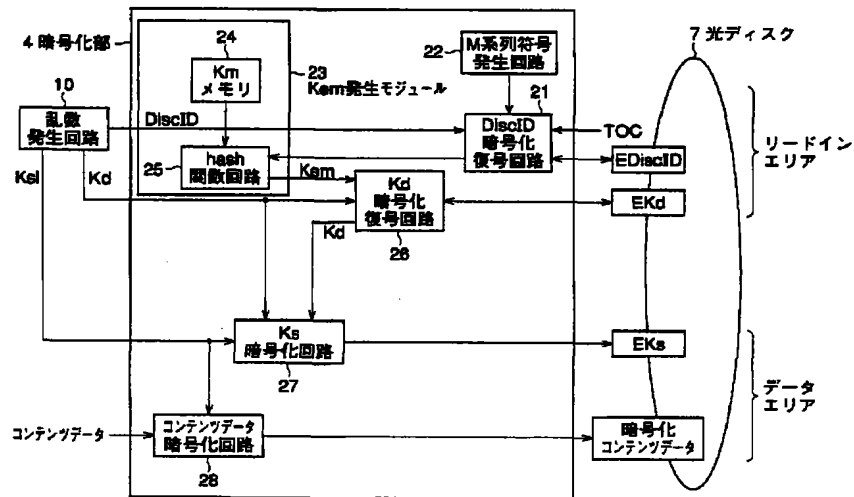 4 暗号化部
24
Km
メモリ
23
Kem発生モジュール
22
M系列符号
発生回路
7 光ディスク
10
乱数
発生回路
DiscID
21
DiscID
暗号化
復号回路
TOC
EDiscID
リードイン
エリア
25
hash
関数回路
Kem
Ksl
Kd
Kd
暗号化
復号回路
26
EKd
Kd
Ks
暗号化回路
27
EKs
データ
エリア
コンテンツデータ
コンテンツデータ
暗号化回路
28
暗号化
コンテンツデータ